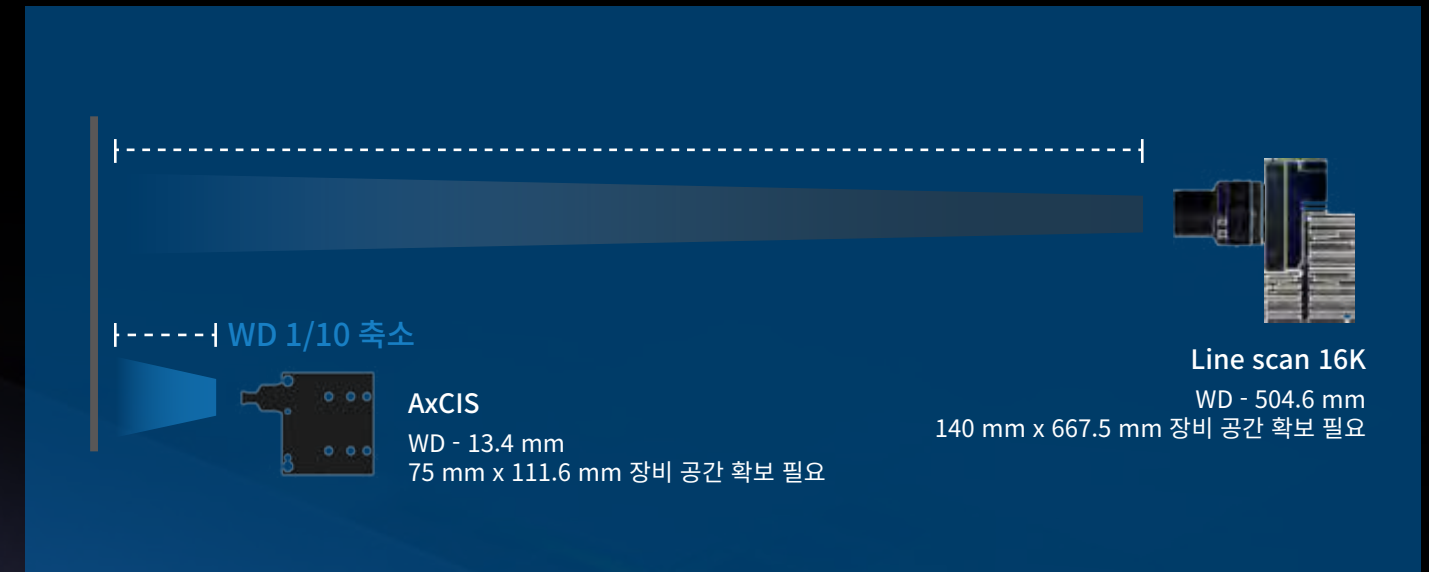 WD 1/10 축소
AxCIS
WD - 13.4 mm
75 mm x 111.6 mm 장비 공간 확보 필요
Line scan 16K
WD - 504.6 mm
140 mm x 667.5 mm 장비 공간 확보 필요